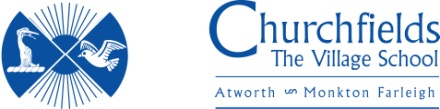 Churchfields
The Village School
Atworth ∽ Monkton Farleigh